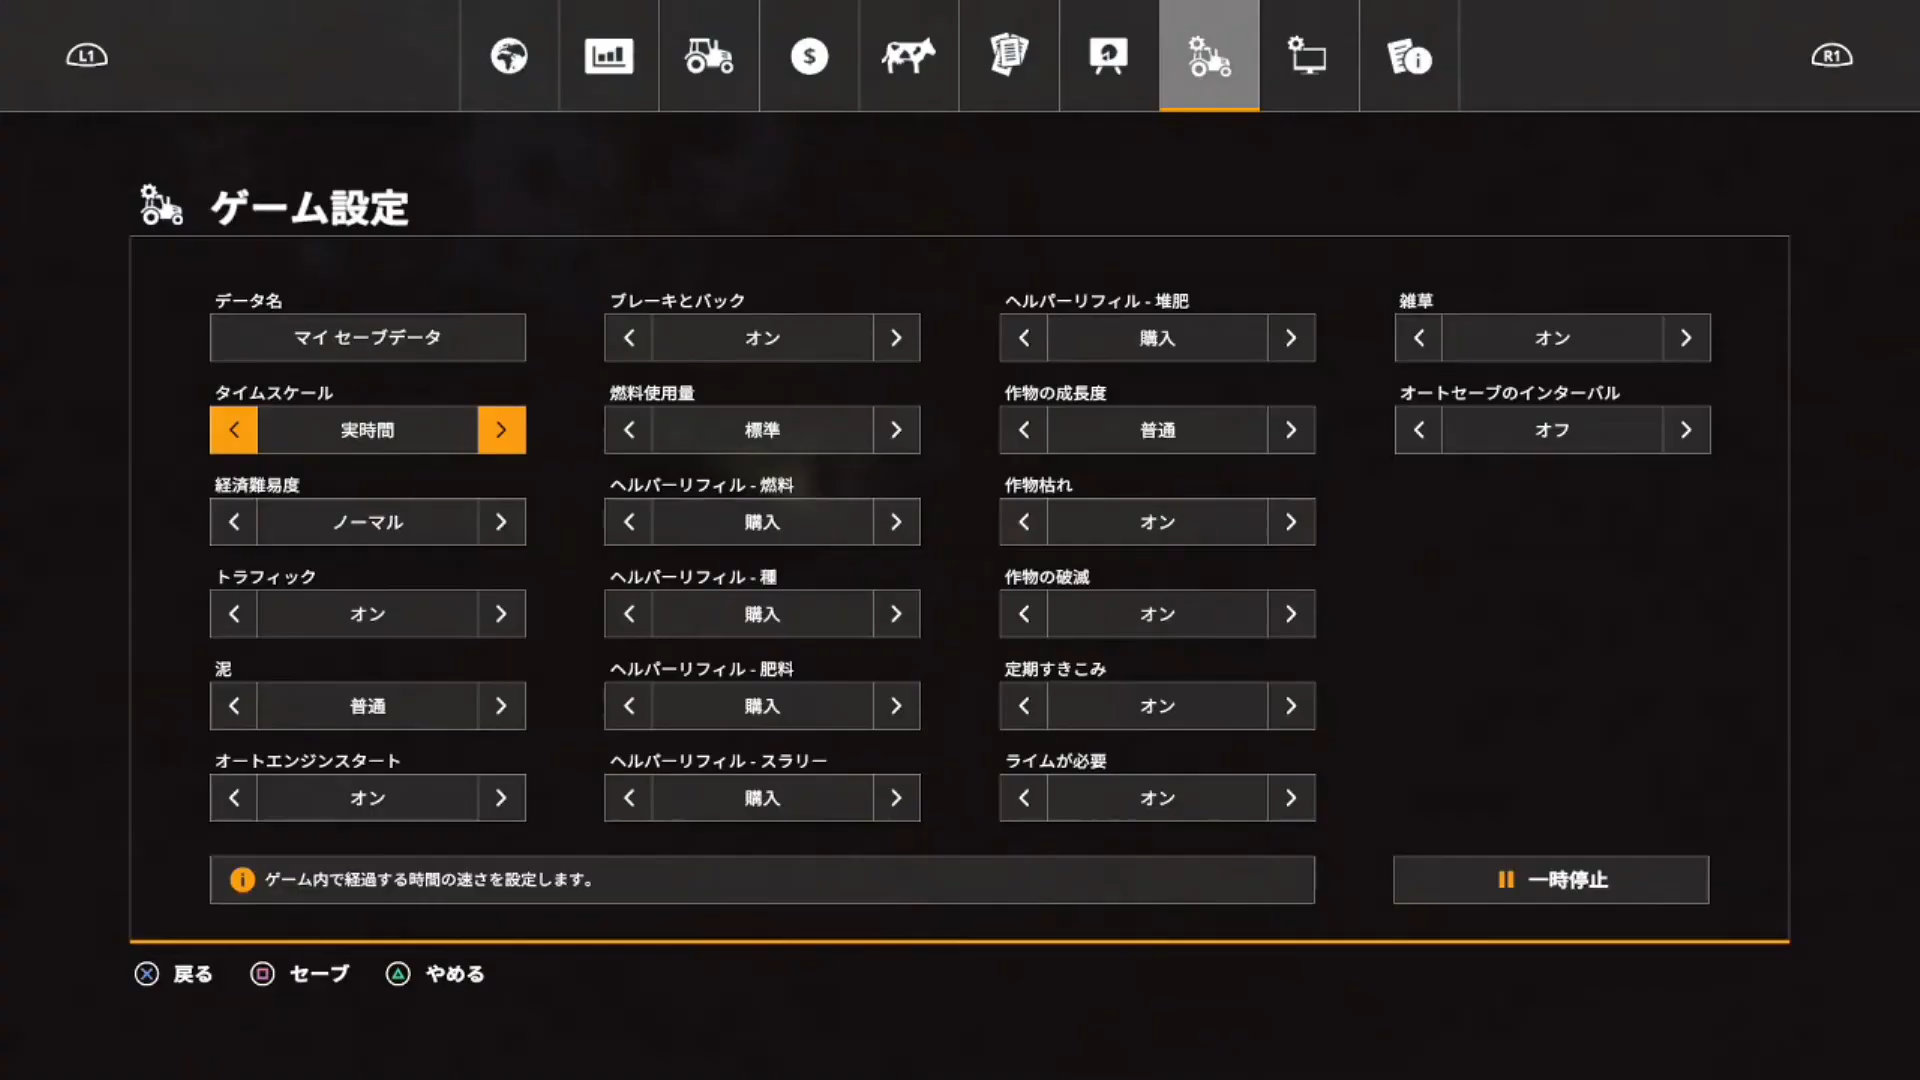 L1
R1
ゲーム設定
データ名
マイ セーブデータ
タイムスケール
実時間
経済難易度
ノーマル
トラフィック
オン
泥
普通
オートエンジンスタート
オン
ブレーキとバック
オン
燃料使用量
標準
ヘルパーリフィル - 燃料
購入
ヘルパーリフィル - 種
購入
ヘルパーリフィル - 肥料
購入
ヘルパーリフィル - スラリー
購入
ヘルパーリフィル - 堆肥
購入
作物の成長度
普通
作物枯れ
オン
作物の破滅
オン
定期すきこみ
オン
ライムが必要
オン
雑草
オン
オートセーブのインターバル
オフ
ゲーム内で経過する時間の速さを設定します。
一時停止
戻る セーブ やめる